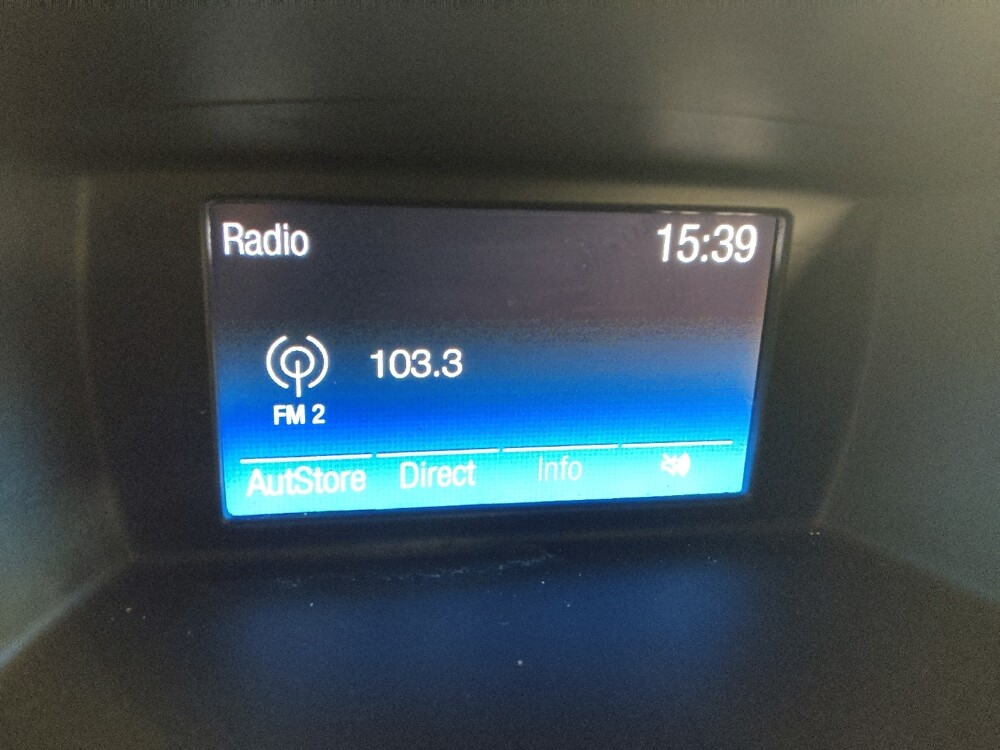 Radio 15:39
103.3
FM 2
AutStore Direct Info